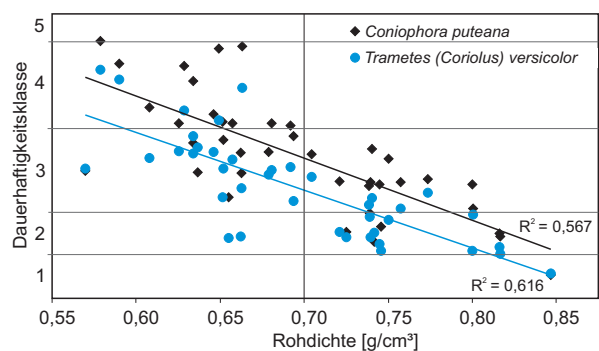 Dauerhaftigkeitsklasse
5
4
3
2
1
Coniophora puteana
Trametes (Coriolus) versicolor
R² = 0,567
R² = 0,616
0,55 0,60 0,65 0,70 0,75 0,80 0,85
Rohdichte [g/cm³]